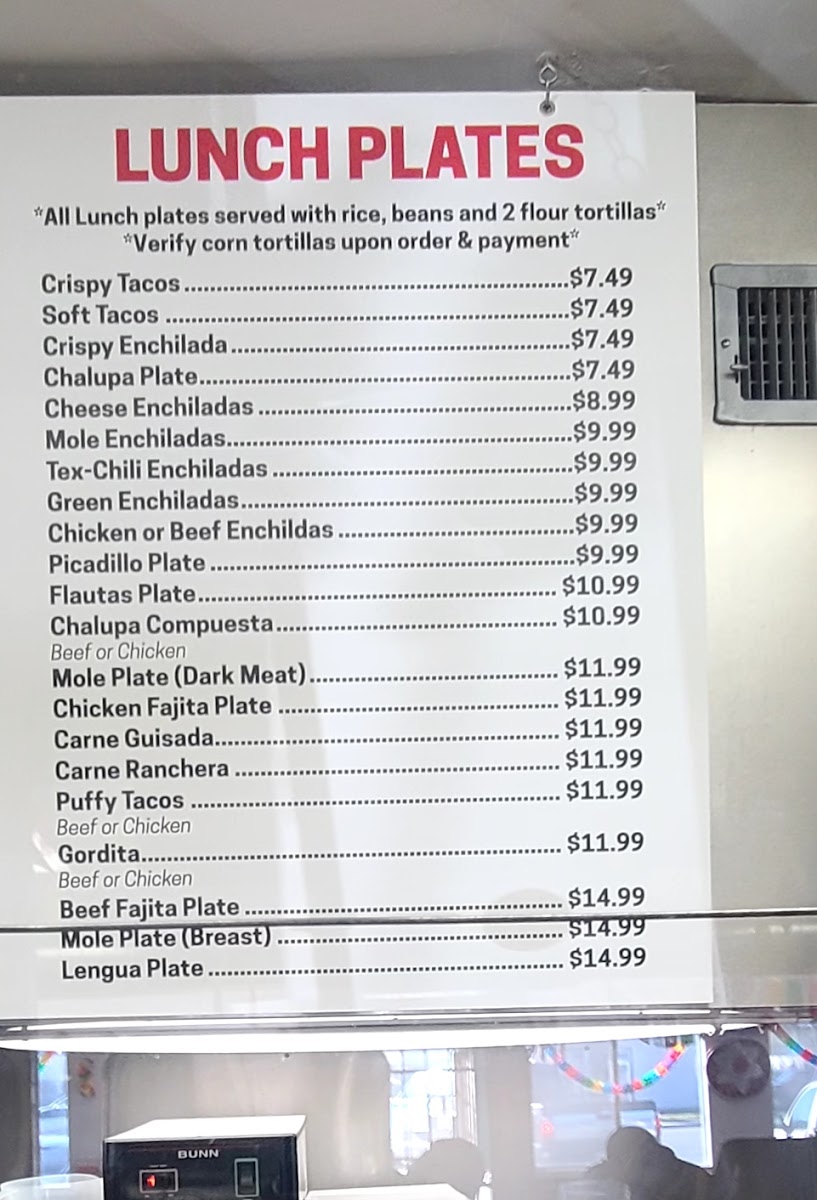 LUNCH PLATES
*All Lunch plates served with rice, beans and 2 flour tortillas*
*Verify corn tortillas upon order & payment*
Crispy Tacos $7.49
Soft Tacos $7.49
Crispy Enchilada $7.49
Chalupa Plate $7.49
Cheese Enchiladas $8.99
Mole Enchiladas $9.99
Tex-Chili Enchiladas $9.99
Green Enchiladas $9.99
Chicken or Beef Enchildas $9.99
Picadillo Plate $9.99
Flautas Plate $10.99
Chalupa Compuesta $10.99
Beef or Chicken
Mole Plate (Dark Meat) $11.99
Chicken Fajita Plate $11.99
Carne Guisada $11.99
Carne Ranchera $11.99
Puffy Tacos $11.99
Beef or Chicken
Gordita $11.99
Beef or Chicken
Beef Fajita Plate $14.99
Mole Plate (Breast) $14.99
Lengua Plate $14.99
BUNN